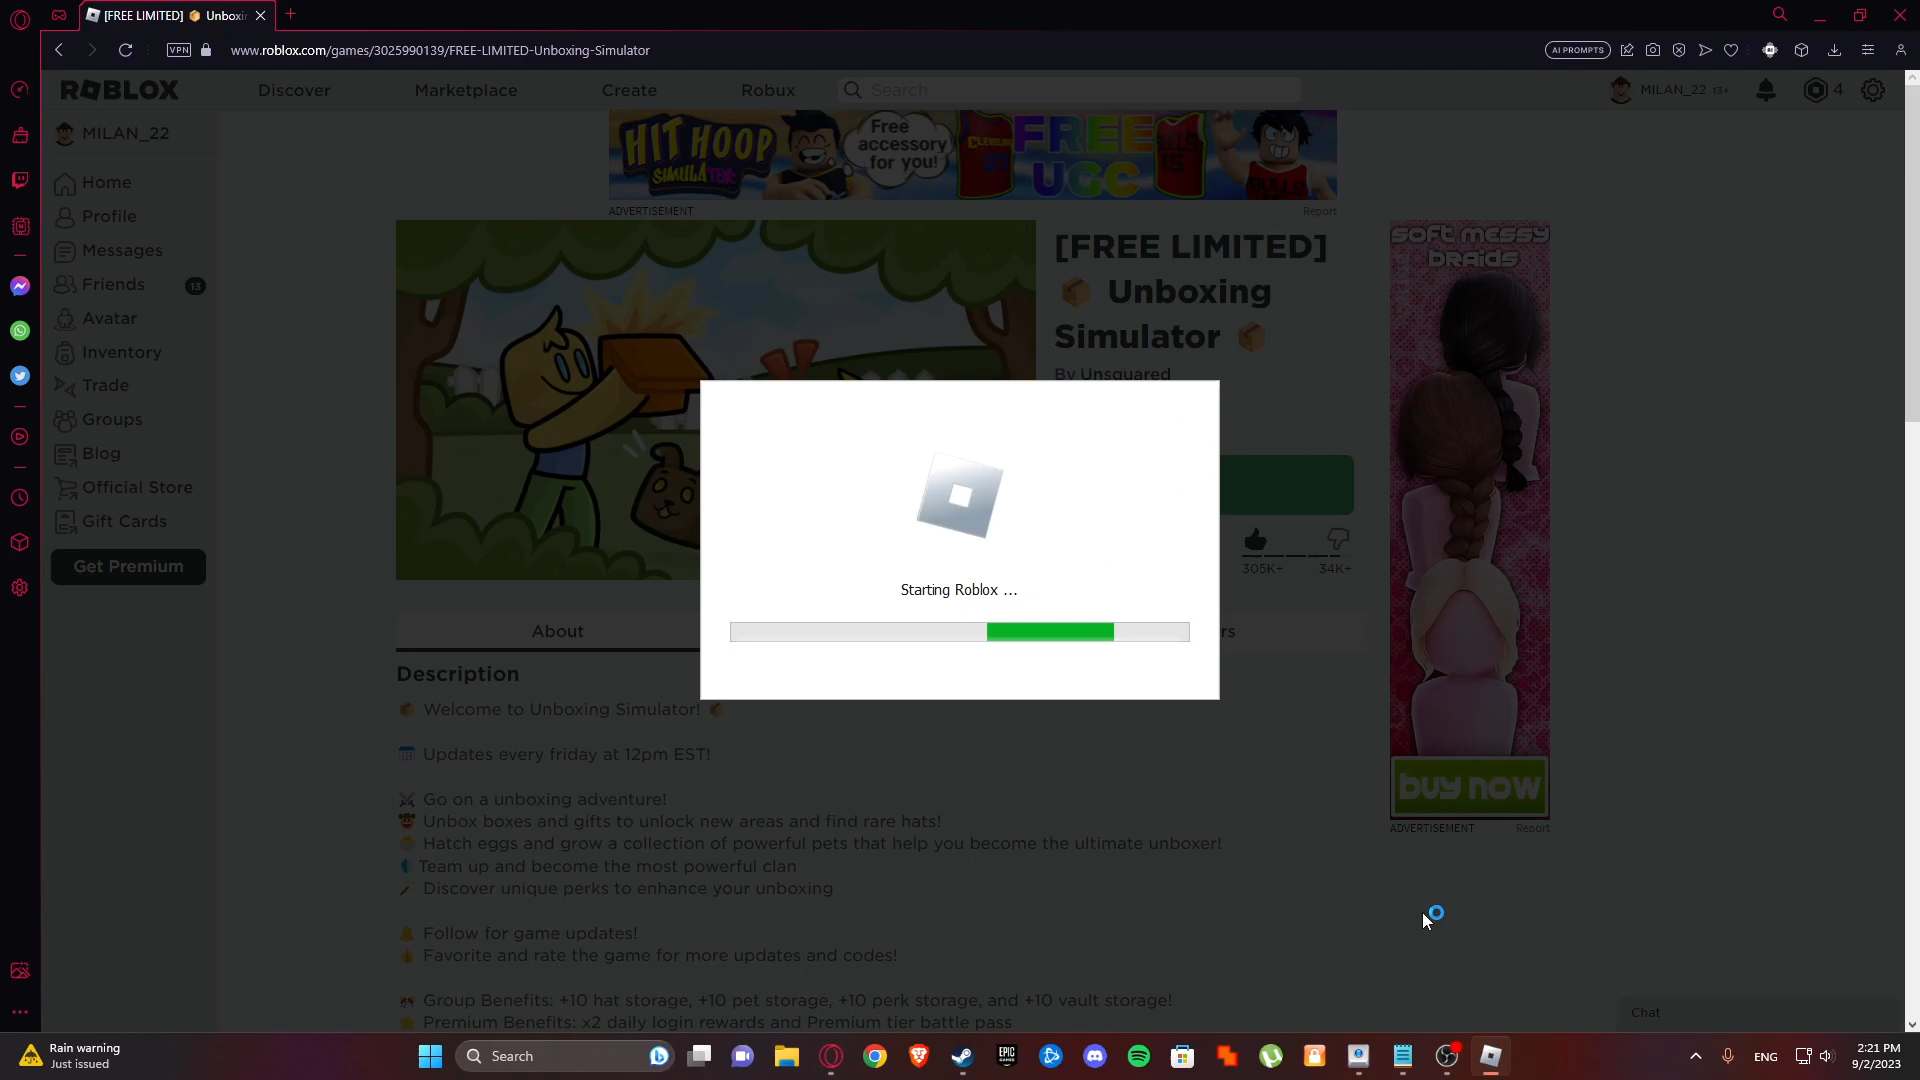 [FREE LIMITED] 📦 Unboxin
VPN
www.roblox.com/games/3025990139/FREE-LIMITED-Unboxing-Simulator
AI PROMPTS
ROBLOX
Discover
Marketplace
Create
Robux
Search
MILAN_22 13+
4
MILAN_22
Home
Profile
Messages
Friends
13
Avatar
Inventory
Trade
Groups
Blog
Official Store
Gift Cards
Get Premium
HIT HOOP
SIMULATOR
Free
accessory
for you!
CLEVELAND
FREE
UGC
15
BULLS
ADVERTISEMENT
Report
[FREE LIMITED]
📦 Unboxing
Simulator 📦
By Unsquared
305K+
34K+
Starting Roblox ...
SOFT MESSY
BRAIDS
BUY NOW
ADVERTISEMENT
Report
About
rs
Description
📦 Welcome to Unboxing Simulator! 📦
📅 Updates every friday at 12pm EST!
⚔️ Go on a unboxing adventure!
🤠 Unbox boxes and gifts to unlock new areas and find rare hats!
🐣 Hatch eggs and grow a collection of powerful pets that help you become the ultimate unboxer!
🛡️ Team up and become the most powerful clan
🪄 Discover unique perks to enhance your unboxing
🔔 Follow for game updates!
👍 Favorite and rate the game for more updates and codes!
🎊 Group Benefits: +10 hat storage, +10 pet storage, +10 perk storage, and +10 vault storage!
🌟 Premium Benefits: x2 daily login rewards and Premium tier battle pass
Chat
Rain warning
Just issued
Search
EPIC
GAMES
ENG
2:21 PM
9/2/2023